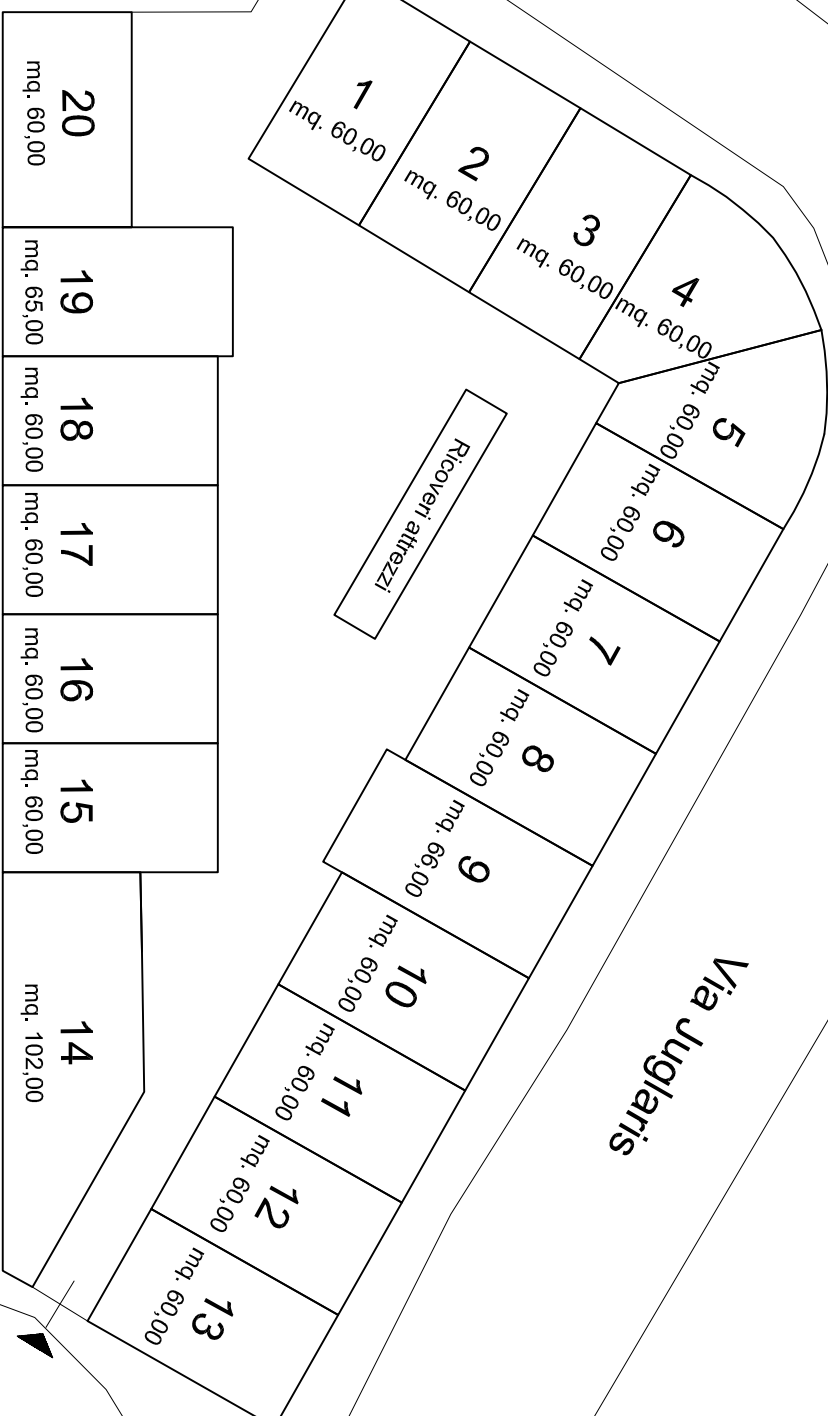 1
mq. 60,00
2
mq. 60,00
3
mq. 60,00
4
mq. 60,00
5
mq. 60,00
6
mq. 60,00
7
mq. 60,00
8
mq. 60,00
9
mq. 66,00
10
mq. 60,00
11
mq. 60,00
12
mq. 60,00
13
mq. 60,00
14
mq. 102,00
15
mq. 60,00
16
mq. 60,00
17
mq. 60,00
18
mq. 60,00
19
mq. 65,00
20
mq. 60,00
Ricoveri attrezzi
Via Juglaris